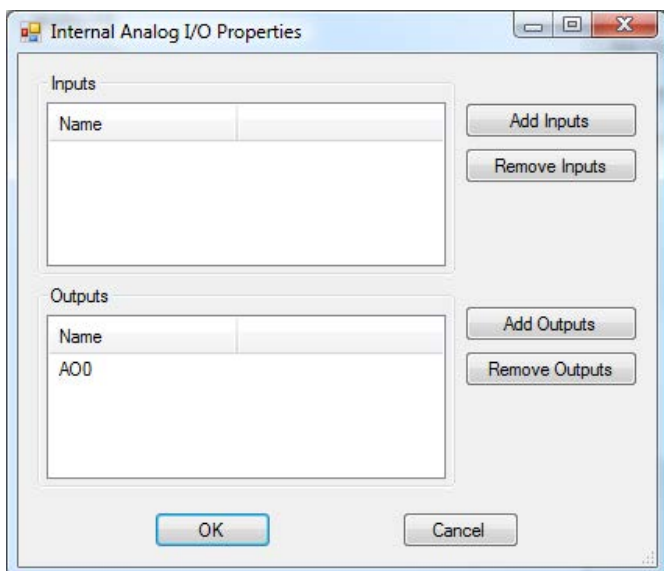 Internal Analog I/O Properties
Inputs
Name
Add Inputs
Remove Inputs
Outputs
Name
AO0
Add Outputs
Remove Outputs
OK
Cancel